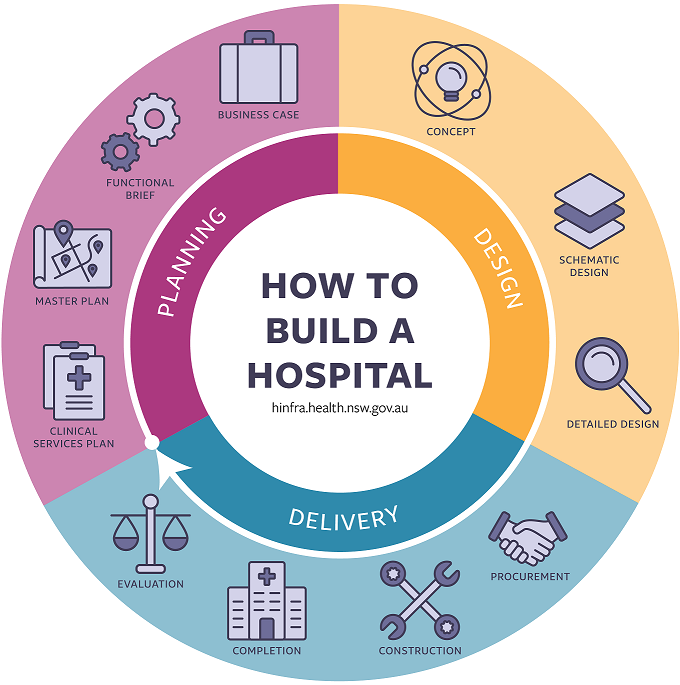 HOW TO
BUILD A
HOSPITAL
hinfra.health.nsw.gov.au
PLANNING
CLINICAL
SERVICES PLAN
MASTER PLAN
FUNCTIONAL
BRIEF
BUSINESS CASE
DESIGN
CONCEPT
SCHEMATIC
DESIGN
DETAILED DESIGN
DELIVERY
PROCUREMENT
CONSTRUCTION
COMPLETION
EVALUATION